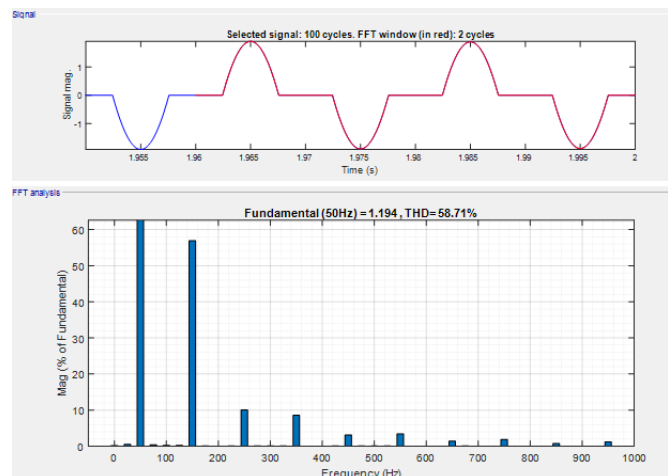 Signal
Selected signal: 100 cycles. FFT window (in red): 2 cycles
Signal mag.
1
0
-1
1.955 1.96 1.965 1.97 1.975 1.98 1.985 1.99 1.995 2
Time (s)
FFT analysis
Fundamental (50Hz) = 1.194 , THD= 58.71%
Mag (% of Fundamental)
60
50
40
30
20
10
0
0 100 200 300 400 500 600 700 800 900 1000
Frequency (Hz)